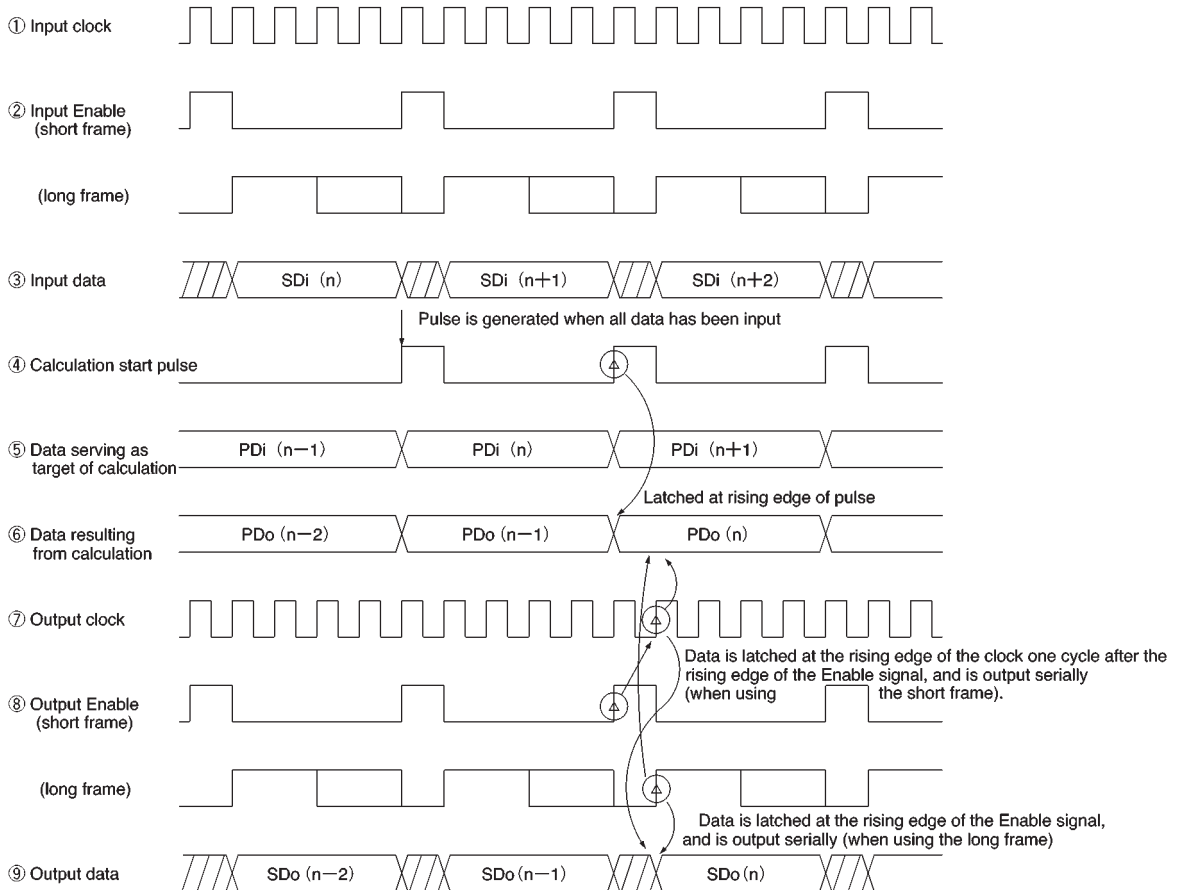 ① Input clock
② Input Enable
(short frame)
(long frame)
③ Input data
SDi (n)
SDi (n+1)
SDi (n+2)
Pulse is generated when all data has been input
④ Calculation start pulse
⑤ Data serving as
target of calculation
PDi (n−1)
PDi (n)
PDi (n+1)
Latched at rising edge of pulse
⑥ Data resulting
from calculation
PDo (n−2)
PDo (n−1)
PDo (n)
⑦ Output clock
Data is latched at the rising edge of the clock one cycle after the
rising edge of the Enable signal, and is output serially
(when using the short frame).
⑧ Output Enable
(short frame)
(long frame)
Data is latched at the rising edge of the Enable signal,
and is output serially (when using the long frame)
⑨ Output data
SDo (n−2)
SDo (n−1)
SDo (n)